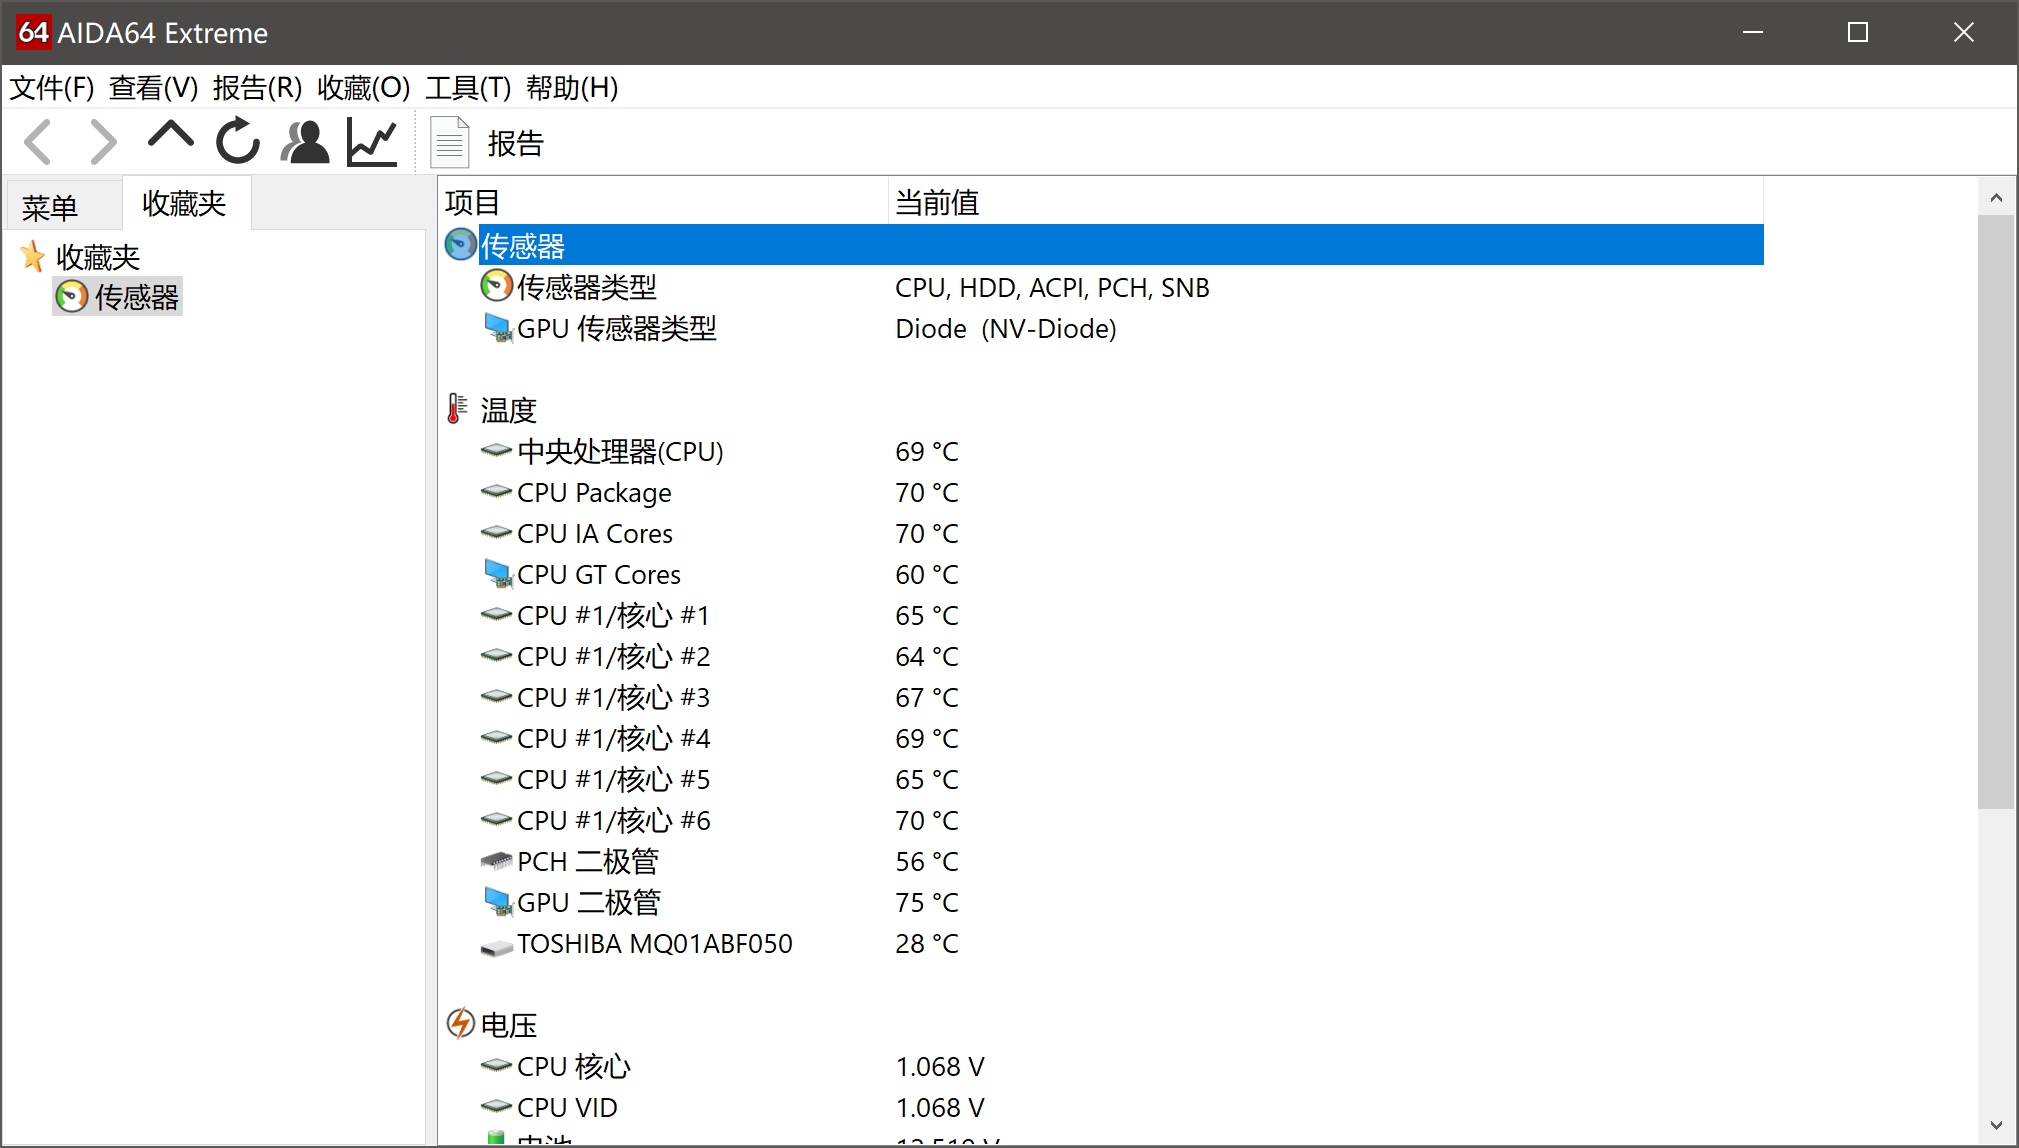 64 AIDA64 Extreme
文件(F) 查看(V) 报告(R) 收藏(O) 工具(T) 帮助(H)
报告
菜单 收藏夹
收藏夹
传感器
项目 当前值
传感器
传感器类型 CPU, HDD, ACPI, PCH, SNB
GPU 传感器类型 Diode (NV-Diode)
温度
中央处理器(CPU) 69 °C
CPU Package 70 °C
CPU IA Cores 70 °C
CPU GT Cores 60 °C
CPU #1/核心 #1 65 °C
CPU #1/核心 #2 64 °C
CPU #1/核心 #3 67 °C
CPU #1/核心 #4 69 °C
CPU #1/核心 #5 65 °C
CPU #1/核心 #6 70 °C
PCH 二极管 56 °C
GPU 二极管 75 °C
TOSHIBA MQ01ABF050 28 °C
电压
CPU 核心 1.068 V
CPU VID 1.068 V
电池